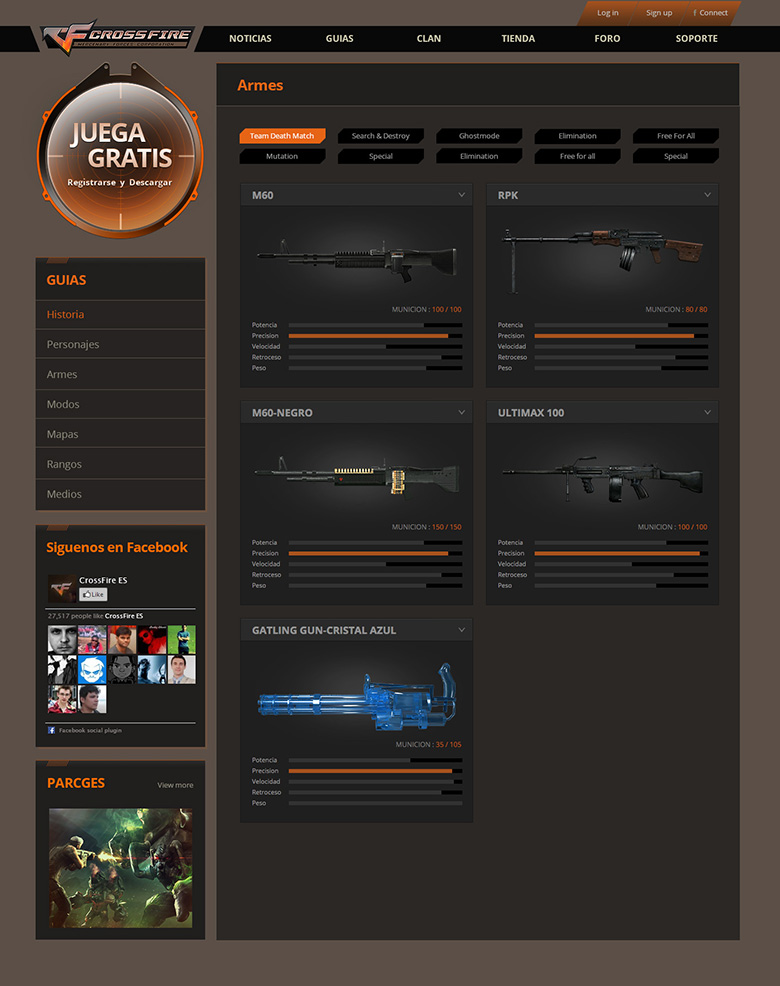 Log in
Sign up
f Connect
CROSSFIRE
MERCENARY FORCES CORPORATION
NOTICIAS
GUIAS
CLAN
TIENDA
FORO
SOPORTE
JUEGA
GRATIS
Registrarse y Descargar
GUIAS
Historia
Personajes
Armes
Modos
Mapas
Rangos
Medios
Siguenos en Facebook
CrossFire ES
Like
27,517 people like CrossFire ES
Facebook social plugin
PARCGES
View more
Armes
Team Death Match
Search & Destroy
Ghostmode
Elimination
Free For All
Mutation
Special
Elimination
Free for all
Special
M60
MUNICION : 100 / 100
Potencia
Precision
Velocidad
Retroceso
Peso
RPK
MUNICION : 80 / 80
Potencia
Precision
Velocidad
Retroceso
Peso
M60-NEGRO
MUNICION : 150 / 150
Potencia
Precision
Velocidad
Retroceso
Peso
ULTIMAX 100
MUNICION : 100 / 100
Potencia
Precision
Velocidad
Retroceso
Peso
GATLING GUN-CRISTAL AZUL
MUNICION : 35 / 105
Potencia
Precision
Velocidad
Retroceso
Peso